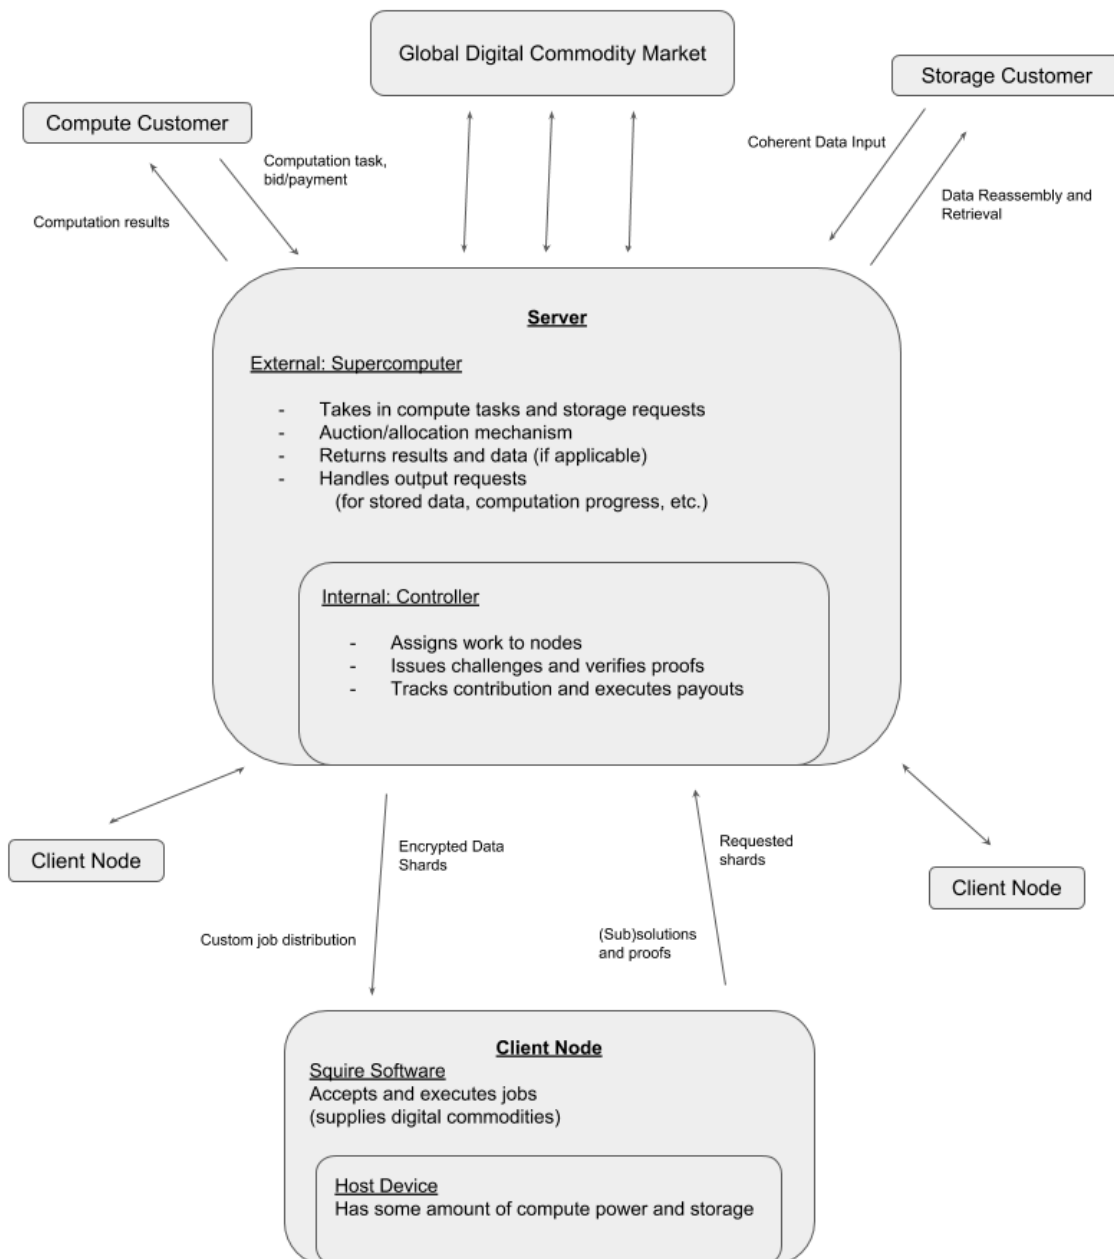 Global Digital Commodity Market
Storage Customer
Compute Customer
Computation task,
bid/payment
Computation results
Coherent Data Input
Data Reassembly and
Retrieval
Server
External: Supercomputer
- Takes in compute tasks and storage requests
- Auction/allocation mechanism
- Returns results and data (if applicable)
- Handles output requests
(for stored data, computation progress, etc.)
Internal: Controller
- Assigns work to nodes
- Issues challenges and verifies proofs
- Tracks contribution and executes payouts
Client Node
Encrypted Data
Shards
Requested
shards
Client Node
Custom job distribution
(Sub)solutions
and proofs
Client Node
Squire Software
Accepts and executes jobs
(supplies digital commodities)
Host Device
Has some amount of compute power and storage